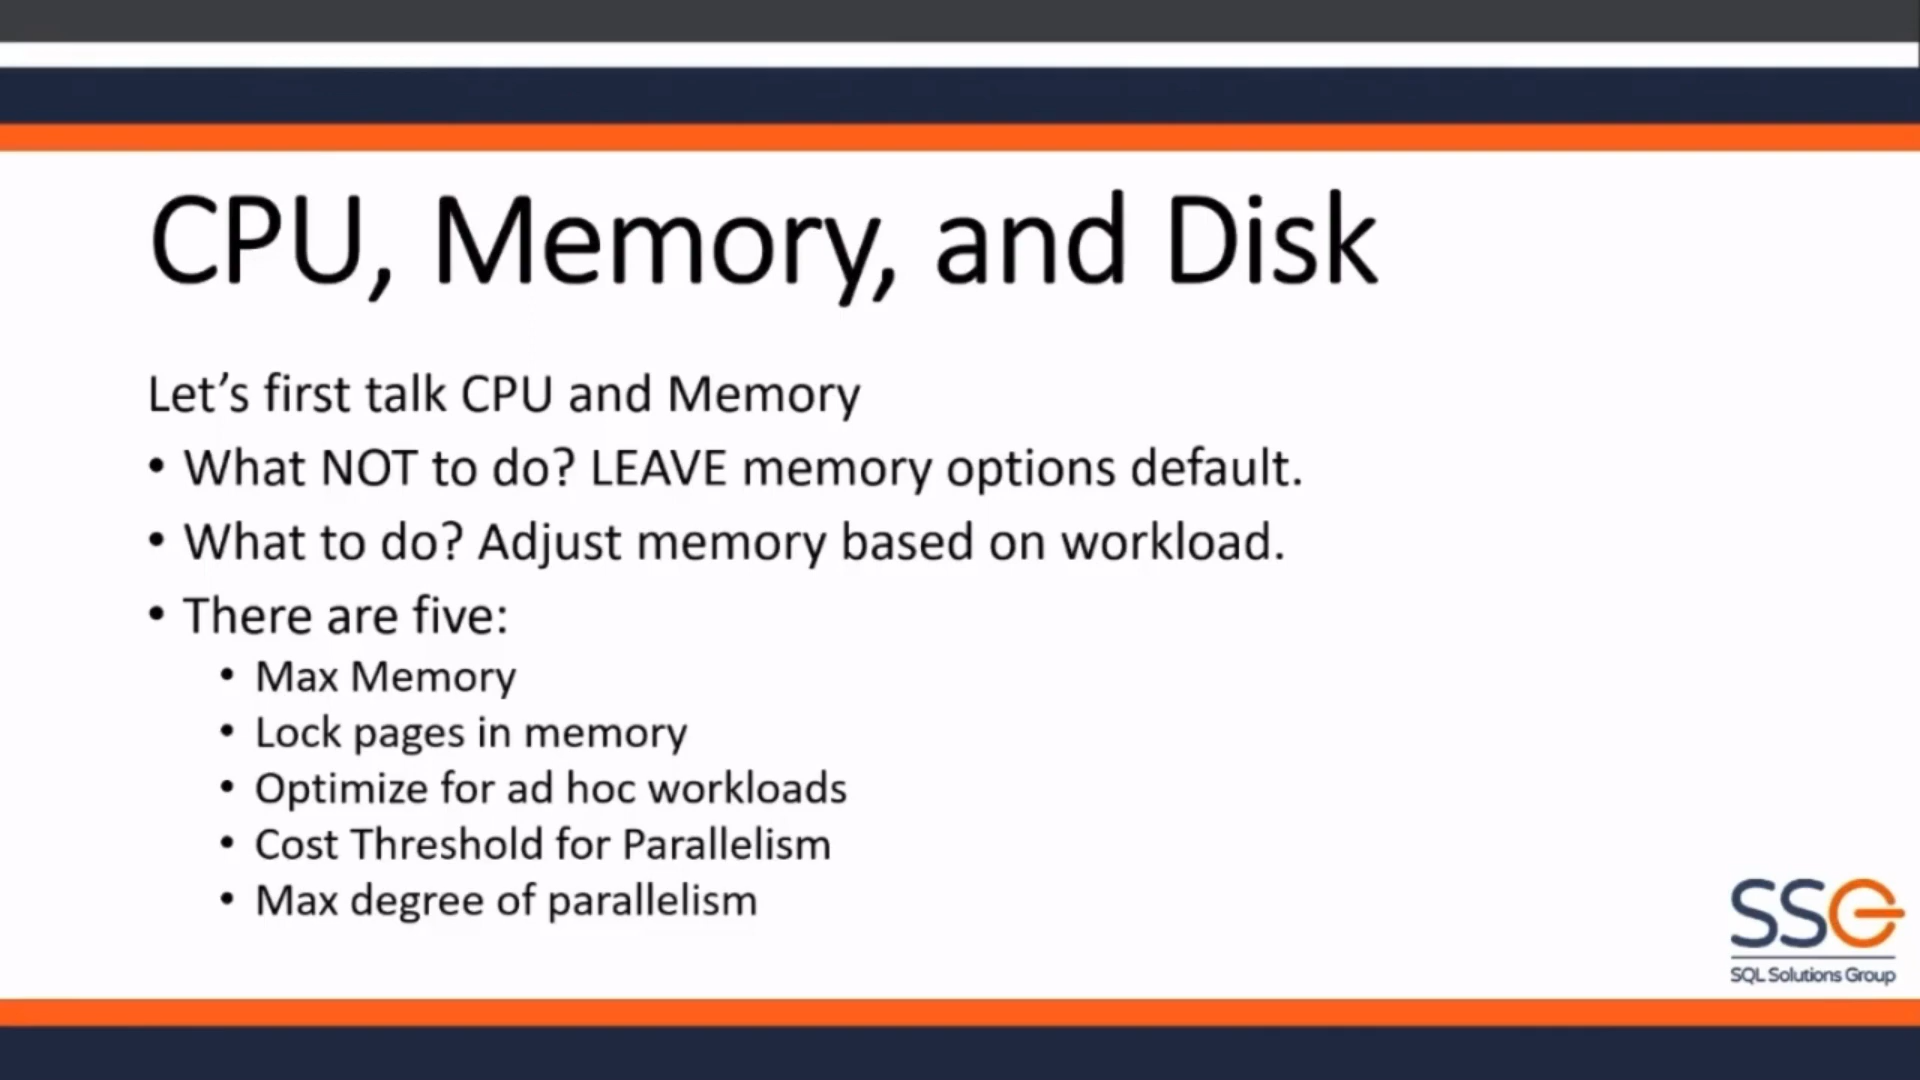 CPU, Memory, and Disk
Let’s first talk CPU and Memory
• What NOT to do? LEAVE memory options default.
• What to do? Adjust memory based on workload.
• There are five:
• Max Memory
• Lock pages in memory
• Optimize for ad hoc workloads
• Cost Threshold for Parallelism
• Max degree of parallelism
SSG
SQL Solutions Group